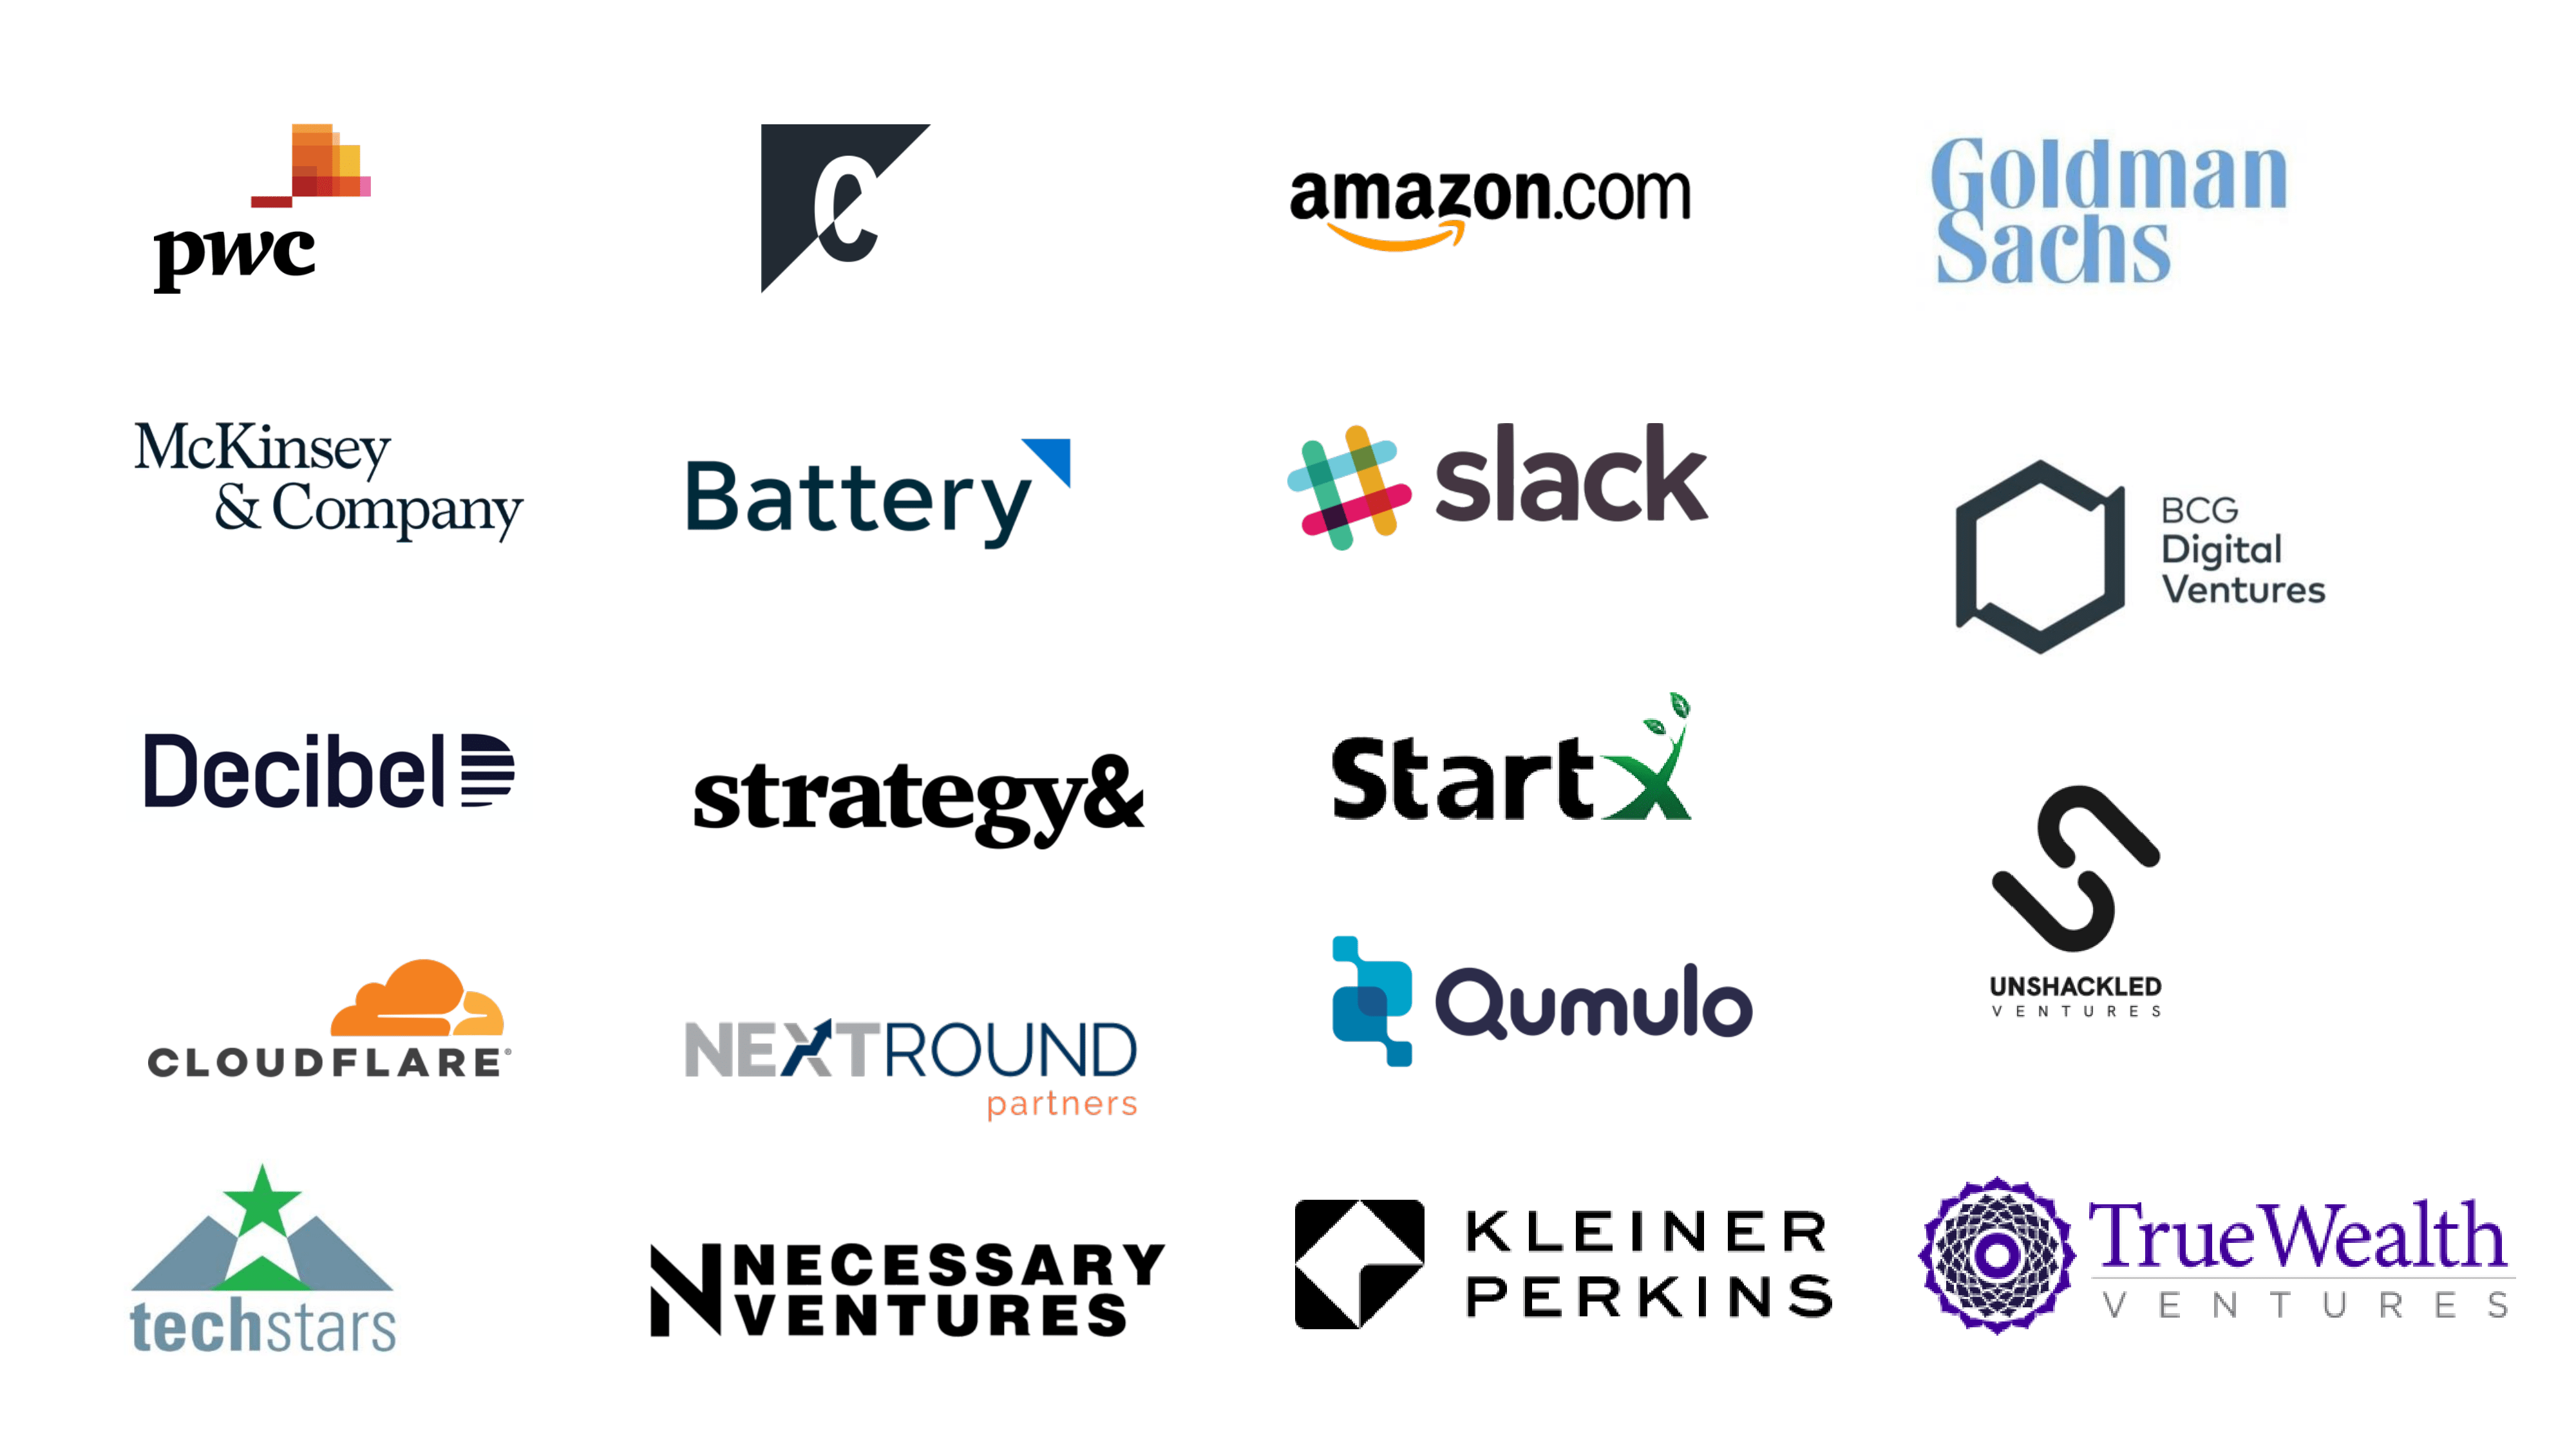 pwc
C
amazon.com
Goldman
Sachs
McKinsey
& Company
Battery
slack
BCG
Digital
Ventures
Decibel
strategy&
StartX
UNSHACKLED
VENTURES
CLOUDFLARE®
NEXTROUND
partners
Qumulo
techstars
N NECESSARY
VENTURES
KLEINER
PERKINS
TrueWealth
VENTURES